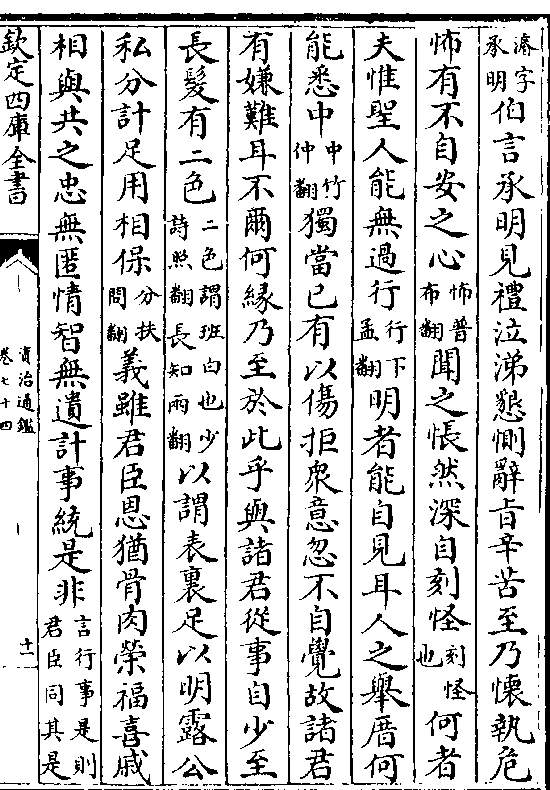 濬字承明伯言承明見禮泣涕懇惻辭旨辛苦至乃懷執危
怖有不自安之心怖普布翻聞之悵然深自刻怪刻怪也何者
夫惟聖人能無過行行下孟翻明者能自見耳人之舉厝何
能悉中中竹仲翻獨當己有以傷拒衆意忽不自覺故諸君
有嫌難耳不爾何緣乃至於此乎與諸君從事自少至
長髮有二色二色謂班白也少詩照翻長知兩翻以謂表裏足以明露公
私分計足用相保分扶問翻義雖君臣恩猶骨肉榮福喜戚
相與共之忠無匿情智無遺計事統是非言行事是則君臣同其是
欽定四庫全書
資治通鑑
卷七十四
十一